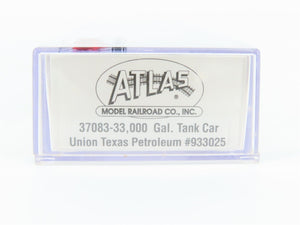 ATLAS®
MODEL RAILROAD CO., INC.
37083-33,000 Gal. Tank Car
Union Texas Petroleum #933025